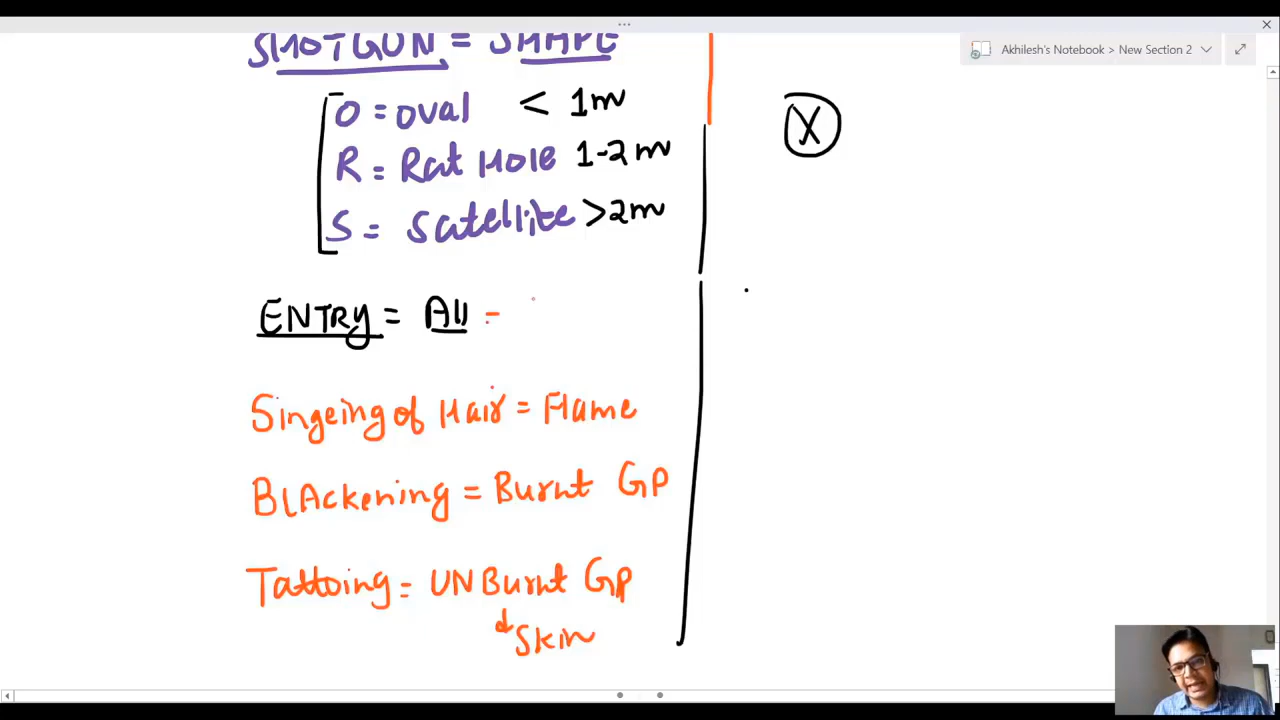 SHOTGUN = SHAPE
O = oval < 1m
R = Rat Hole 1-2m
S = Satellite >2m
ENTRY = All -
Singeing of Hair = Flame
BlAckening = Burnt GP
Tattoing = UNBurnt GP
Skin
X
Akhilesh's Notebook > New Section 2